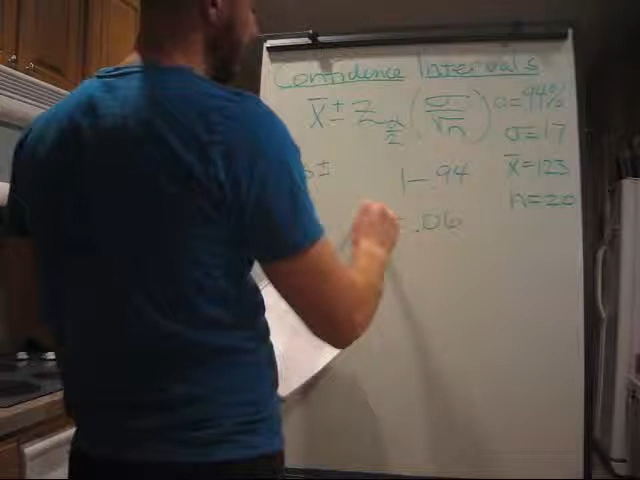 Confidence Intervals
x̄ ± Z α/2 (σ/√n)
C=94%
σ=17
x̄=123
n=20
±
1-.94
.06